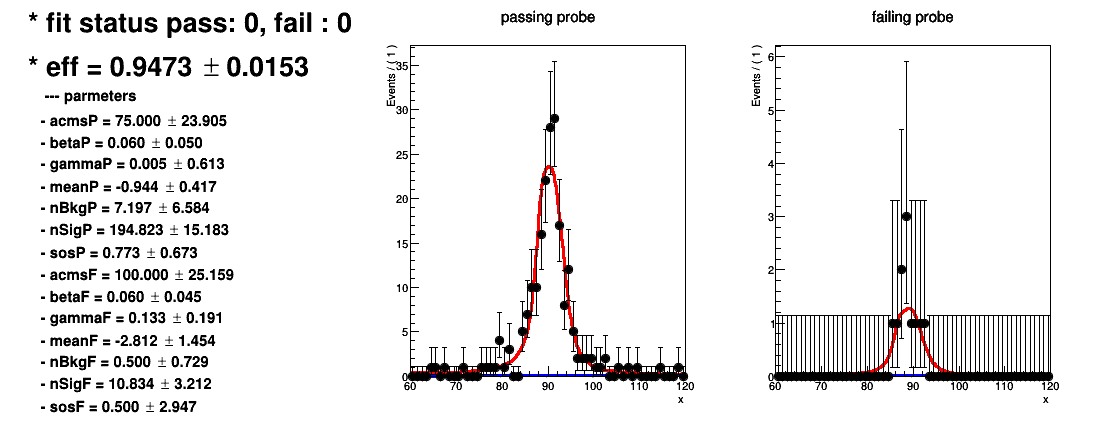 * fit status pass: 0, fail : 0
* eff = 0.9473 ± 0.0153
--- parmeters
- acmsP = 75.000 ± 23.905
- betaP = 0.060 ± 0.050
- gammaP = 0.005 ± 0.613
- meanP = -0.944 ± 0.417
- nBkgP = 7.197 ± 6.584
- nSigP = 194.823 ± 15.183
- sosP = 0.773 ± 0.673
- acmsF = 100.000 ± 25.159
- betaF = 0.060 ± 0.045
- gammaF = 0.133 ± 0.191
- meanF = -2.812 ± 1.454
- nBkgF = 0.500 ± 0.729
- nSigF = 10.834 ± 3.212
- sosF = 0.500 ± 2.947
passing probe
Events / ( 1 )
35
30
25
20
15
10
5
0
60 70 80 90 100 110 120
x
failing probe
Events / ( 1 )
6
5
4
3
2
1
0
60 70 80 90 100 110 120
x